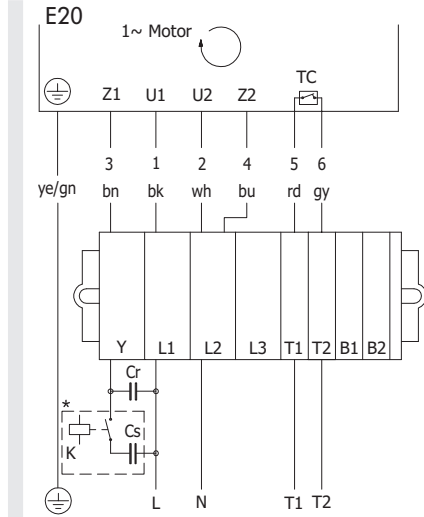 E20
1~ Motor
TC
Z1 U1 U2 Z2
3 1 2 4 5 6
ye/gn bn bk wh bu rd gy
Y L1 L2 L3 T1 T2 B1 B2
Cr
*
Cs
K
L N T1 T2